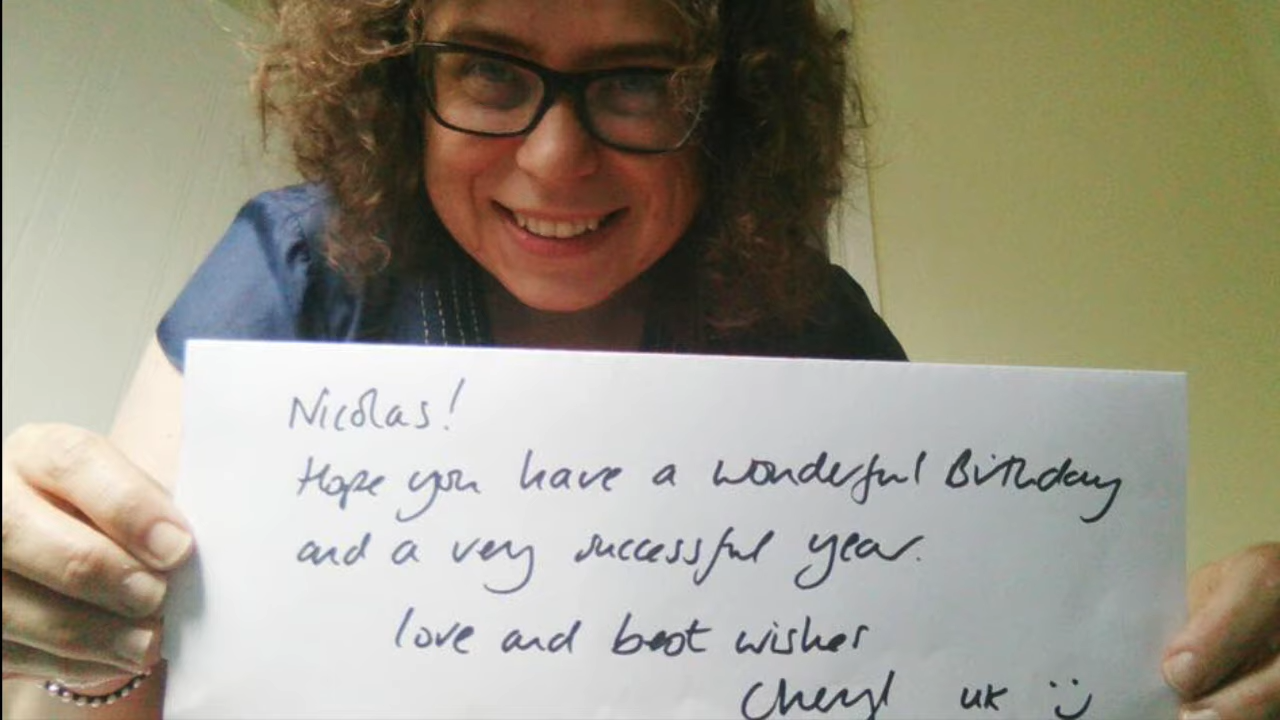 Nicolas!
Hope you have a wonderful Birthday
and a very successful year.
love and best wishes
Cheryl UK :)